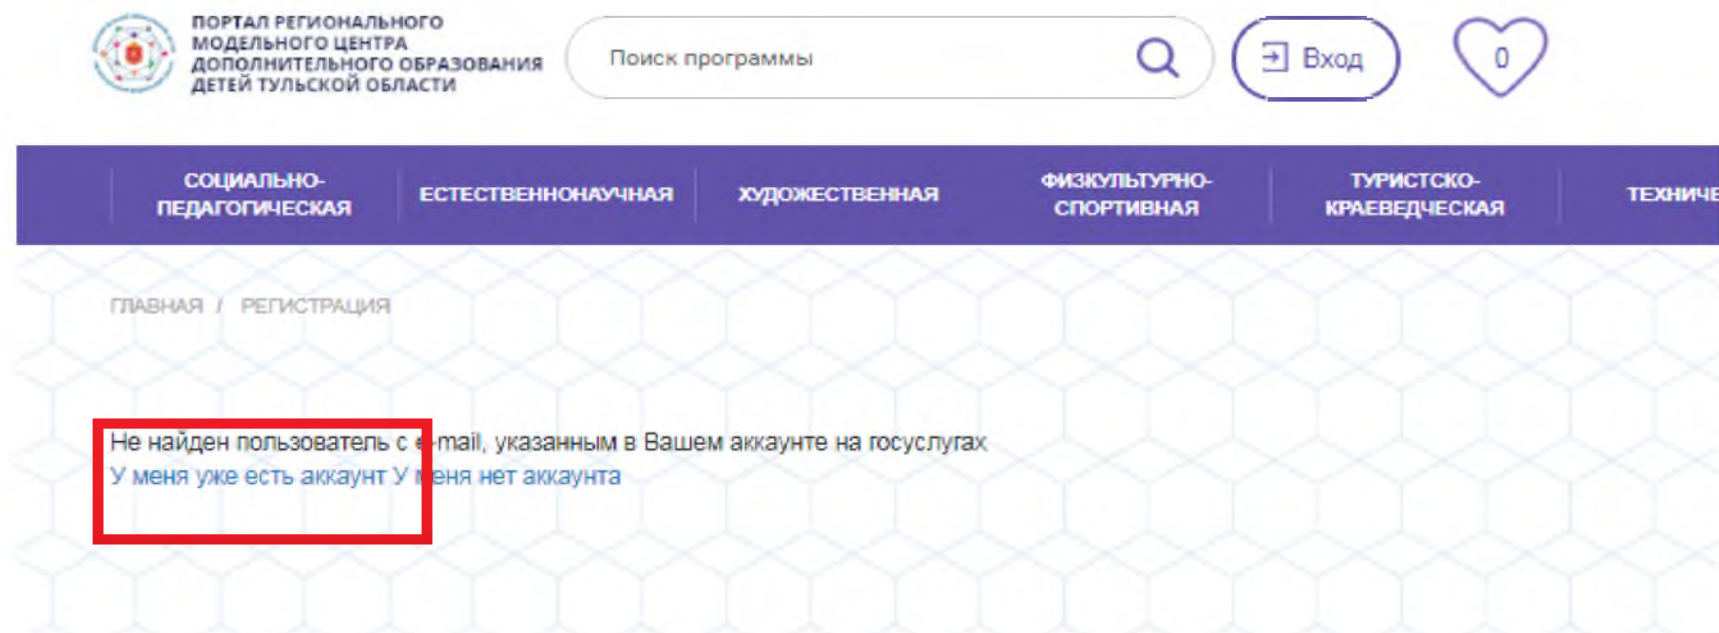 ПОРТАЛ РЕГИОНАЛЬНОГО
МОДЕЛЬНОГО ЦЕНТРА
ДОПОЛНИТЕЛЬНОГО ОБРАЗОВАНИЯ
ДЕТЕЙ ТУЛЬСКОЙ ОБЛАСТИ
Поиск программы
Вход
0
СОЦИАЛЬНО-
ПЕДАГОГИЧЕСКАЯ
ЕСТЕСТВЕННОНАУЧНАЯ
ХУДОЖЕСТВЕННАЯ
ФИЗКУЛЬТУРНО-
СПОРТИВНАЯ
ТУРИСТСКО-
КРАЕВЕДЧЕСКАЯ
ТЕХНИЧЕ
ГЛАВНАЯ / РЕГИСТРАЦИЯ
Не найден пользователь с e-mail, указанным в Вашем аккаунте на госуслугах
У меня уже есть аккаунт У меня нет аккаунта